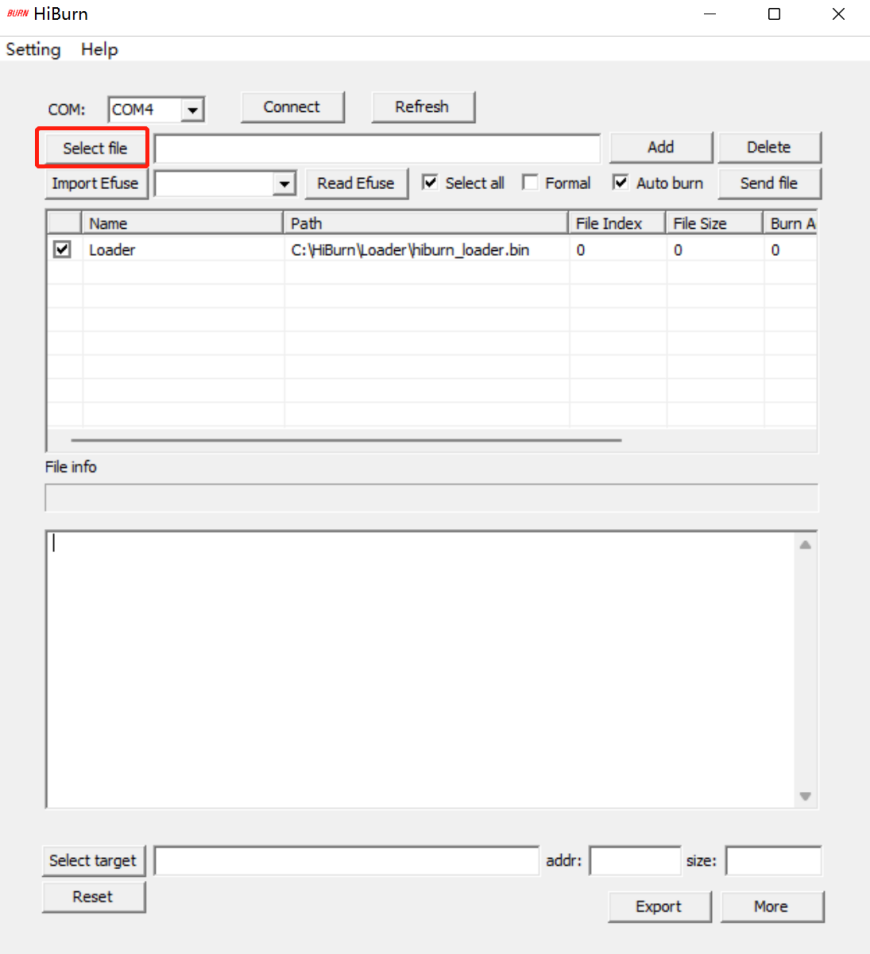 BURN HiBurn
Setting Help
COM: COM4 Connect Refresh
Select file Add Delete
Import Efuse Read Efuse Select all Formal Auto burn Send file
Name Path File Index File Size Burn A
Loader C:\HiBurn\Loader\hiburn_loader.bin 0 0 0
File info
Select target addr: size:
Reset
Export More